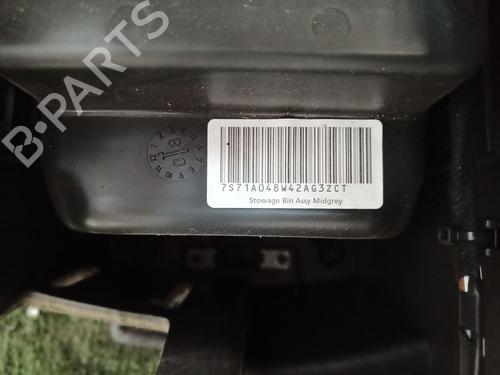 B-PARTS
7S71A048W42AG3ZCT
Stowage Bin Assy Midgrey